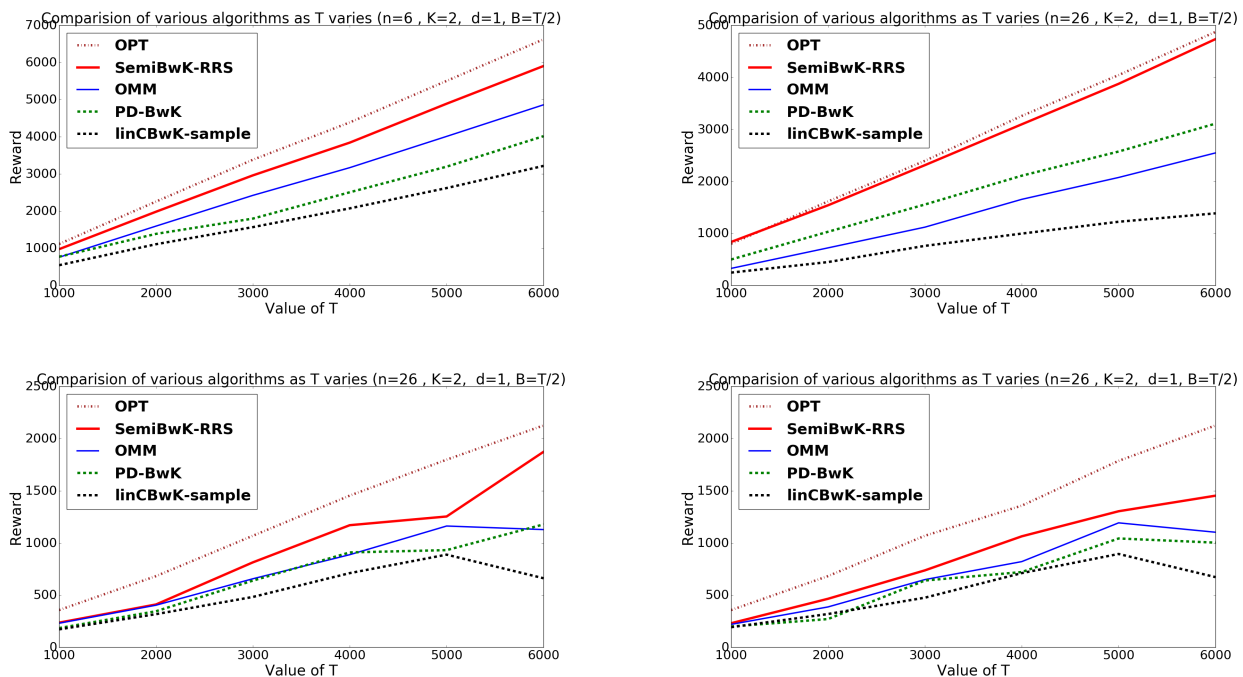 Comparision of various algorithms as T varies (n=6 , K=2,  d=1, B=T/2)
7000
6000
5000
4000
3000
2000
1000
0
Reward
OPT
SemiBwK-RRS
OMM
PD-BwK
linCBwK-sample
1000 2000 3000 4000 5000 6000
Value of T
Comparision of various algorithms as T varies (n=26 , K=2,  d=1, B=T/2)
5000
4000
3000
2000
1000
0
Reward
OPT
SemiBwK-RRS
OMM
PD-BwK
linCBwK-sample
1000 2000 3000 4000 5000 6000
Value of T
Comparision of various algorithms as T varies (n=26 , K=2,  d=1, B=T/2)
2500
2000
1500
1000
500
0
Reward
OPT
SemiBwK-RRS
OMM
PD-BwK
linCBwK-sample
1000 2000 3000 4000 5000 6000
Value of T
Comparision of various algorithms as T varies (n=26 , K=2,  d=1, B=T/2)
2500
2000
1500
1000
500
0
Reward
OPT
SemiBwK-RRS
OMM
PD-BwK
linCBwK-sample
1000 2000 3000 4000 5000 6000
Value of T